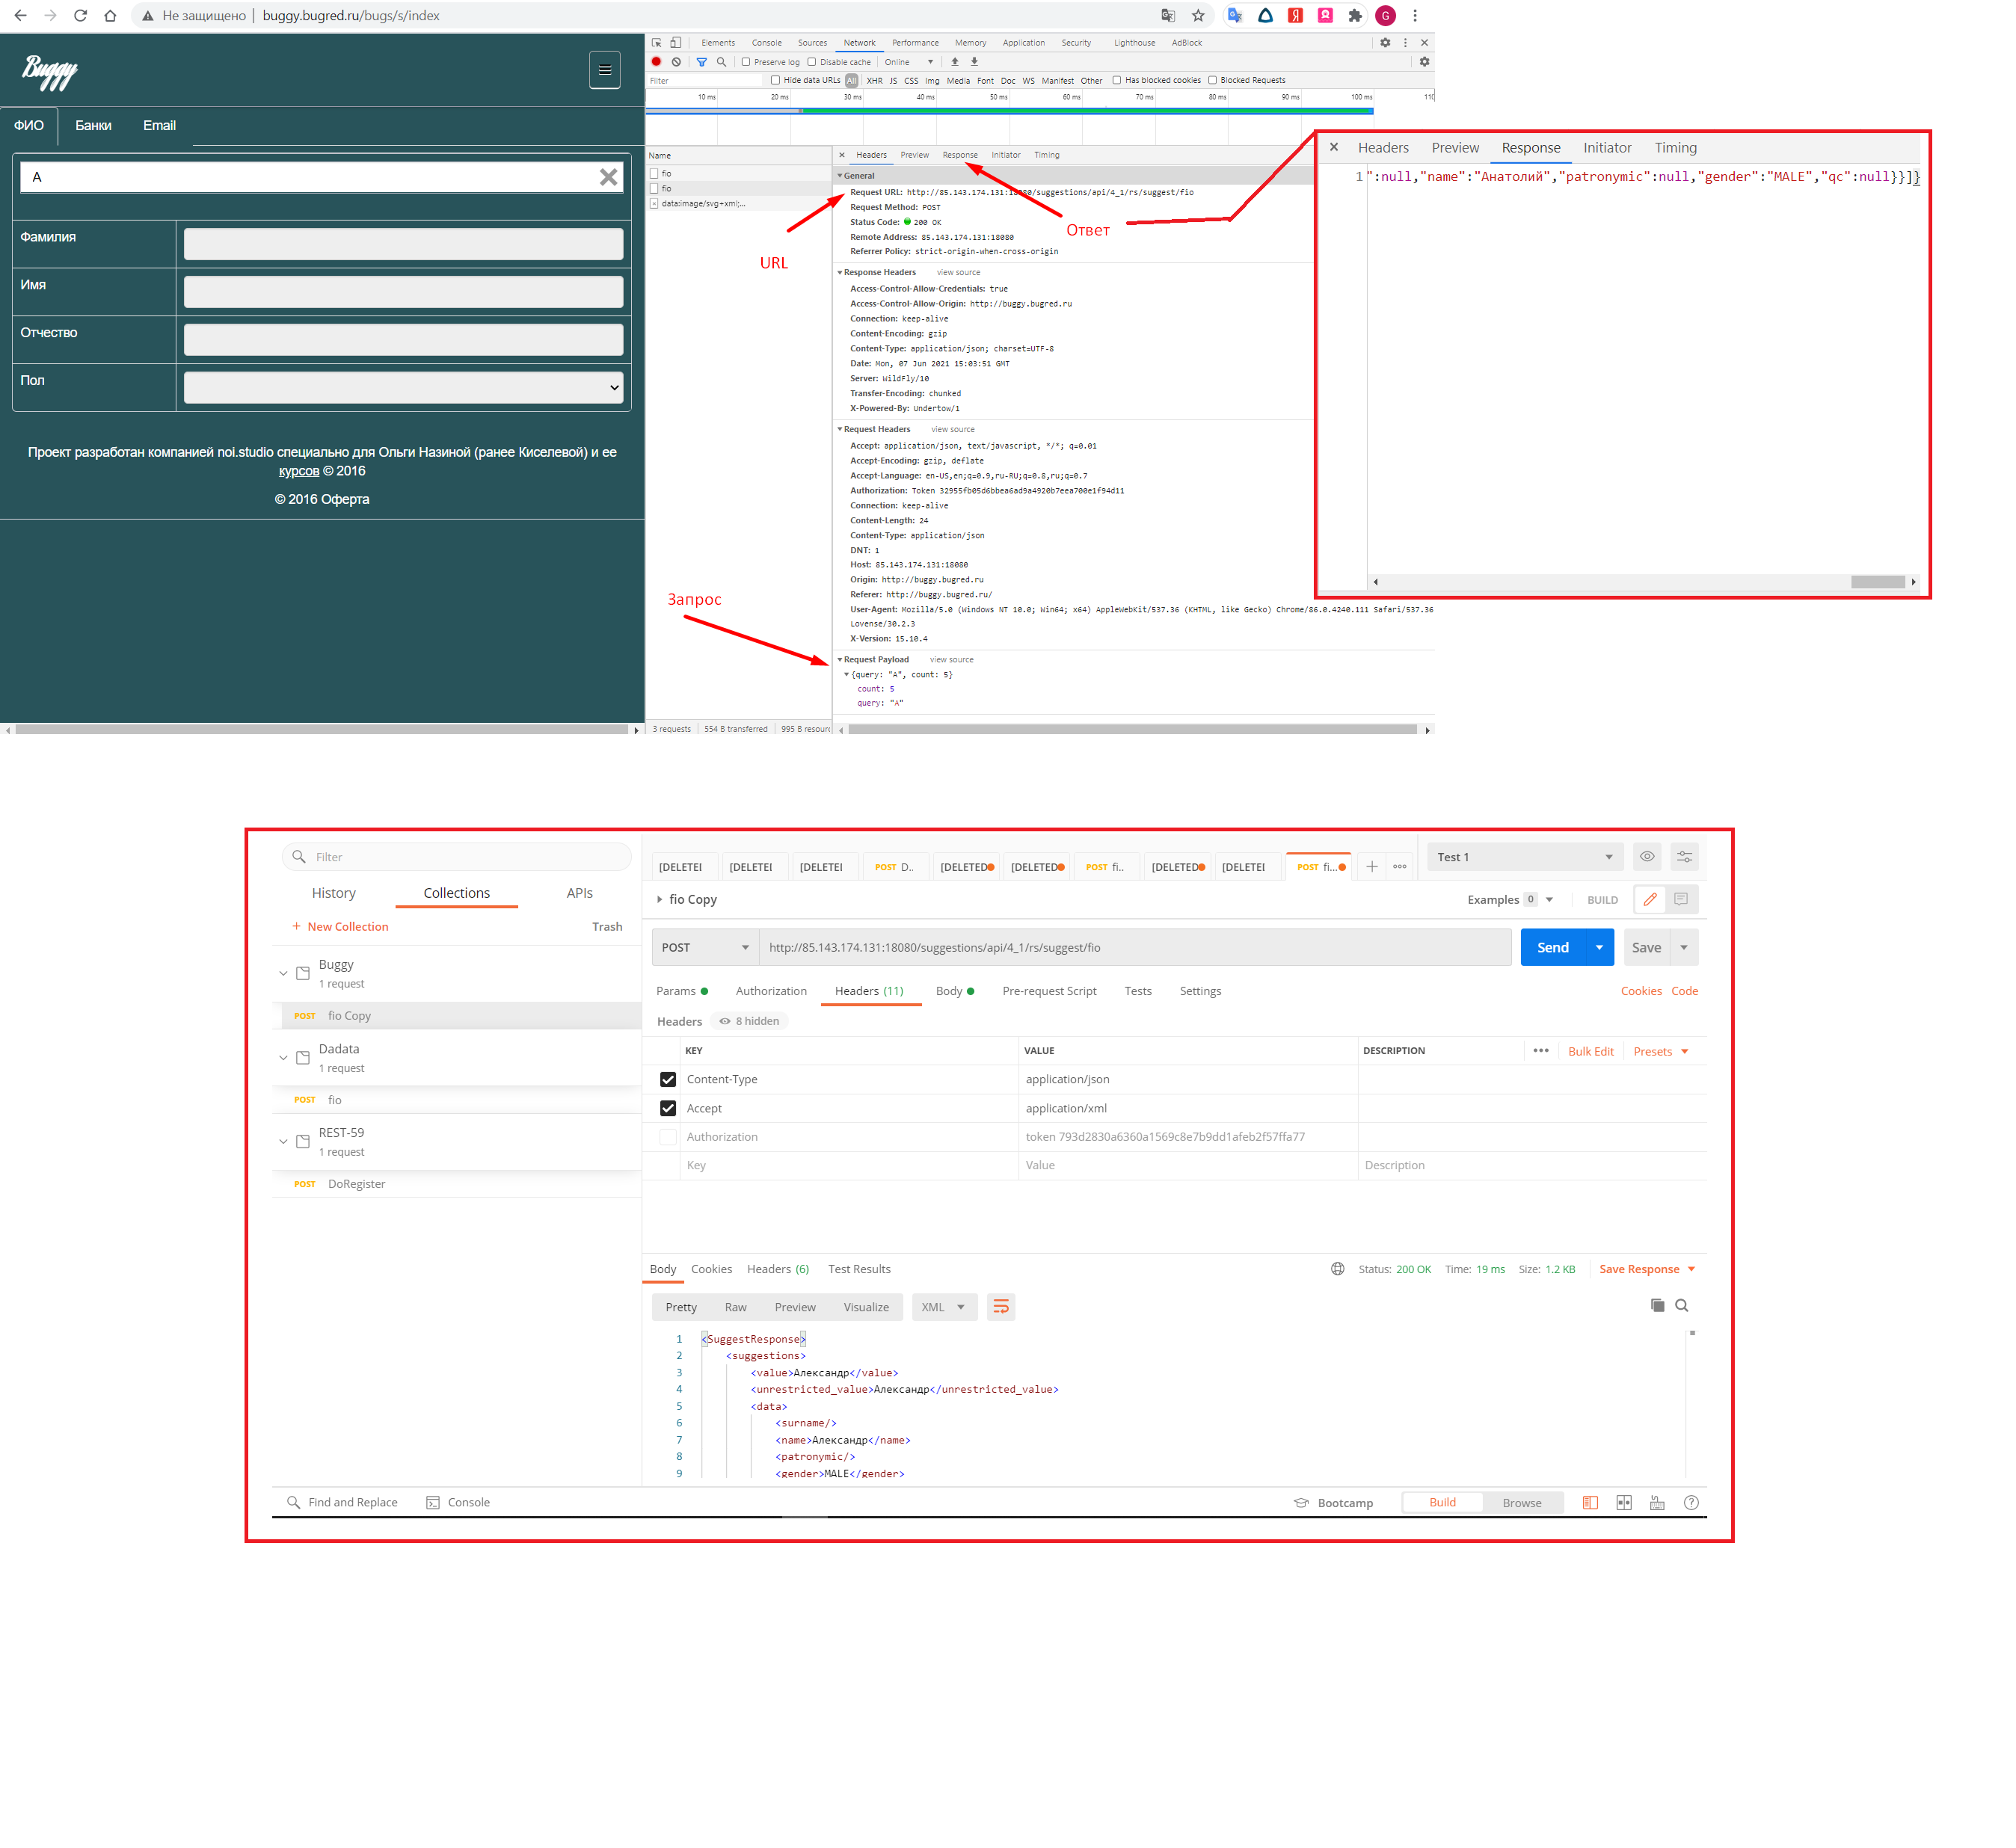 Не защищено | buggy.bugred.ru/bugs/s/index
G
Buggy
ФИО Банки Email
A
Фамилия
Имя
Отчество
Пол
Проект разработан компанией noi.studio специально для Ольги Назиной (ранее Киселевой) и ее
курсов © 2016
© 2016 Оферта
Elements Console Sources Network Performance Memory Application Security Lighthouse AdBlock
Preserve log Disable cache Online
Filter Hide data URLs All XHR JS CSS Img Media Font Doc WS Manifest Other Has blocked cookies Blocked Requests
10 ms 20 ms 30 ms 40 ms 50 ms 60 ms 70 ms 80 ms 90 ms 100 ms 110
Name
fio
fio
data:image/svg+xml;...
3 requests 554 B transferred 995 B resourc
Headers Preview Response Initiator Timing
General
Request URL: http://85.143.174.131:18080/suggestions/api/4_1/rs/suggest/fio
Request Method: POST
Status Code: 200 OK
Remote Address: 85.143.174.131:18080
Referrer Policy: strict-origin-when-cross-origin
URL
Ответ
Response Headers view source
Access-Control-Allow-Credentials: true
Access-Control-Allow-Origin: http://buggy.bugred.ru
Connection: keep-alive
Content-Encoding: gzip
Content-Type: application/json; charset=UTF-8
Date: Mon, 07 Jun 2021 15:03:51 GMT
Server: WildFly/10
Transfer-Encoding: chunked
X-Powered-By: Undertow/1
Request Headers view source
Accept: application/json, text/javascript, */*; q=0.01
Accept-Encoding: gzip, deflate
Accept-Language: en-US,en;q=0.9,ru-RU;q=0.8,ru;q=0.7
Authorization: Token 32955fb05d6bbea6ad9a4920b7eea700e1f94d11
Connection: keep-alive
Content-Length: 24
Content-Type: application/json
DNT: 1
Host: 85.143.174.131:18080
Origin: http://buggy.bugred.ru
Referer: http://buggy.bugred.ru/
User-Agent: Mozilla/5.0 (Windows NT 10.0; Win64; x64) AppleWebKit/537.36 (KHTML, like Gecko) Chrome/86.0.4240.111 Safari/537.36
Lovense/30.2.3
X-Version: 15.10.4
Запрос
Request Payload view source
{query: "A", count: 5}
count: 5
query: "A"
Headers Preview Response Initiator Timing
1 ":null,"name":"Анатолий","patronymic":null,"gender":"MALE","qc":null}}]}
Filter
History Collections APIs
+ New Collection Trash
Buggy
1 request
POST fio Copy
Dadata
1 request
POST fio
REST-59
1 request
POST DoRegister
[DELETEI [DELETEI [DELETEI POST D.. [DELETED [DELETED POST fi.. [DELETED [DELETEI POST fi...
Test 1
fio Copy
Examples 0 BUILD
POST http://85.143.174.131:18080/suggestions/api/4_1/rs/suggest/fio Send Save
Params Authorization Headers (11) Body Pre-request Script Tests Settings Cookies Code
Headers 8 hidden
KEY VALUE DESCRIPTION Bulk Edit Presets
Content-Type application/json
Accept application/xml
Authorization token 793d2830a6360a1569c8e7b9dd1afeb2f57ffa77
Key Value Description
Body Cookies Headers (6) Test Results Status: 200 OK Time: 19 ms Size: 1.2 KB Save Response
Pretty Raw Preview Visualize XML
1 <SuggestResponse>
2 <suggestions>
3 <value>Александр</value>
4 <unrestricted_value>Александр</unrestricted_value>
5 <data>
6 <surname/>
7 <name>Александр</name>
8 <patronymic/>
9 <gender>MALE</gender>
Find and Replace Console Bootcamp Build Browse